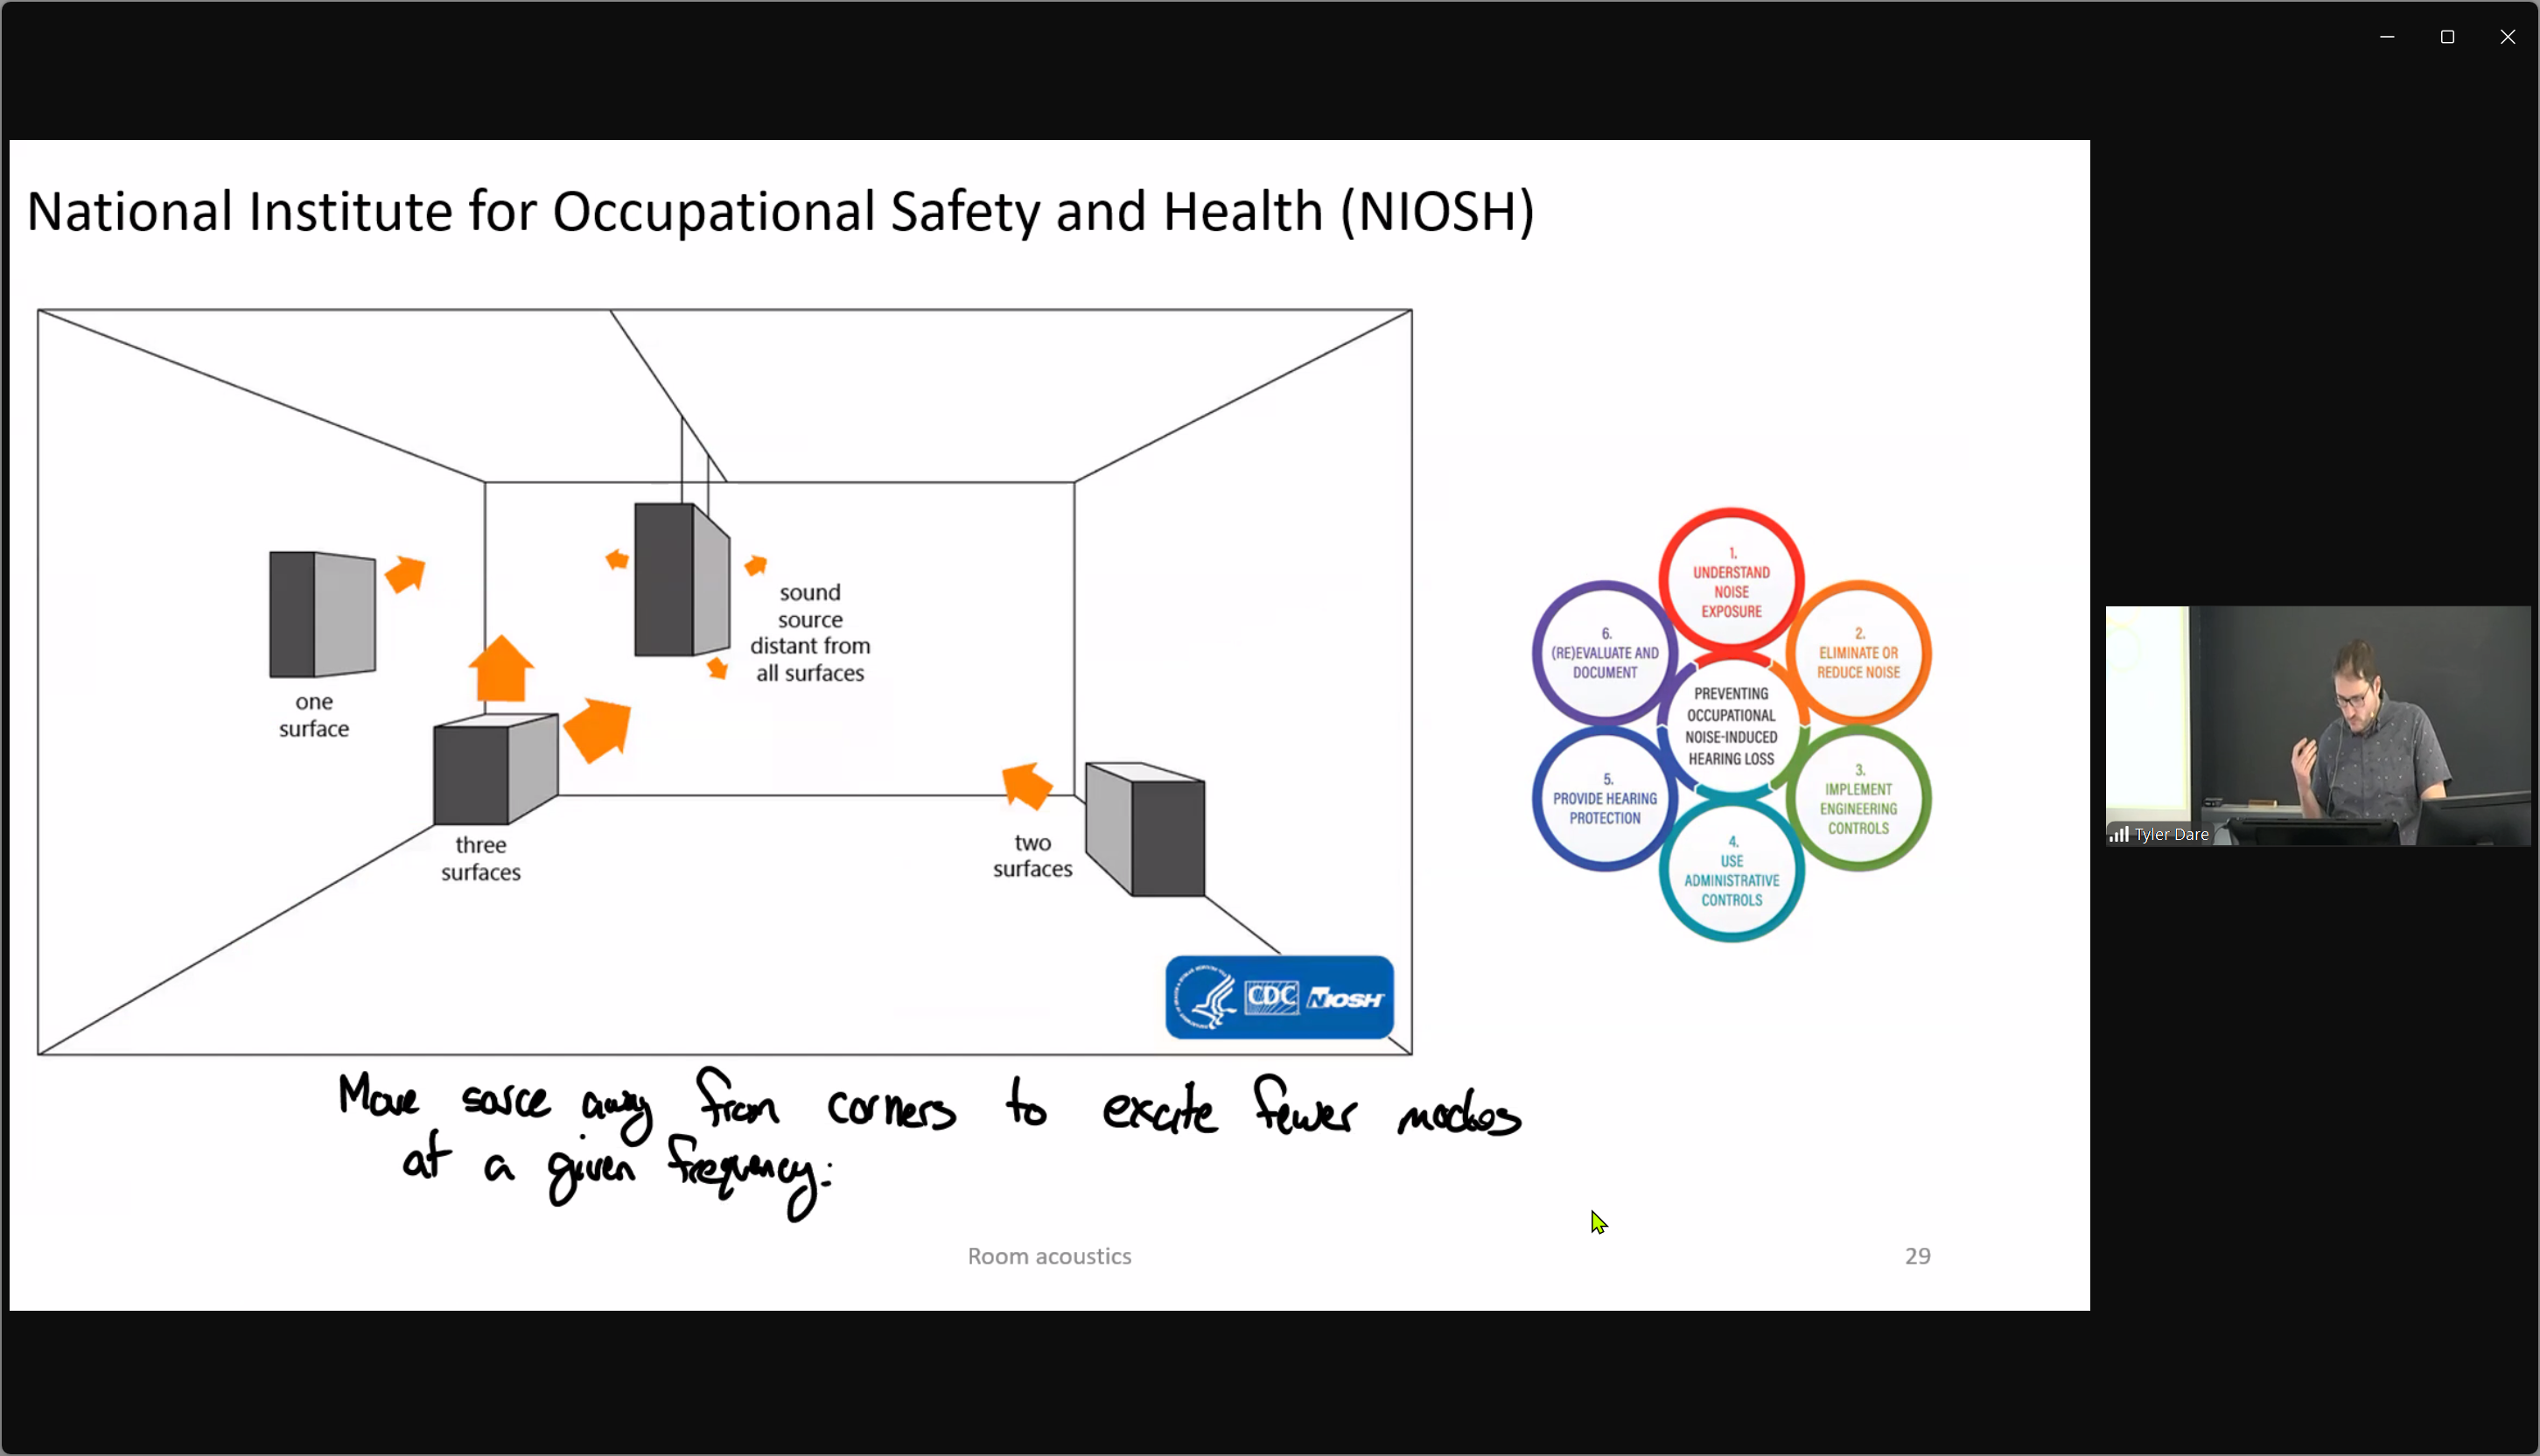 National Institute for Occupational Safety and Health (NIOSH)
one
surface
sound
source
distant from
all surfaces
three
surfaces
two
surfaces
CDC NIOSH
1.
UNDERSTAND
NOISE
EXPOSURE
2.
ELIMINATE OR
REDUCE NOISE
3.
IMPLEMENT
ENGINEERING
CONTROLS
4.
USE
ADMINISTRATIVE
CONTROLS
5.
PROVIDE HEARING
PROTECTION
6.
(RE)EVALUATE AND
DOCUMENT
PREVENTING
OCCUPATIONAL
NOISE-INDUCED
HEARING LOSS
Move sorce away from corners to excite fewer modes
at a given frequency:
Room acoustics
29
Tyler Dare